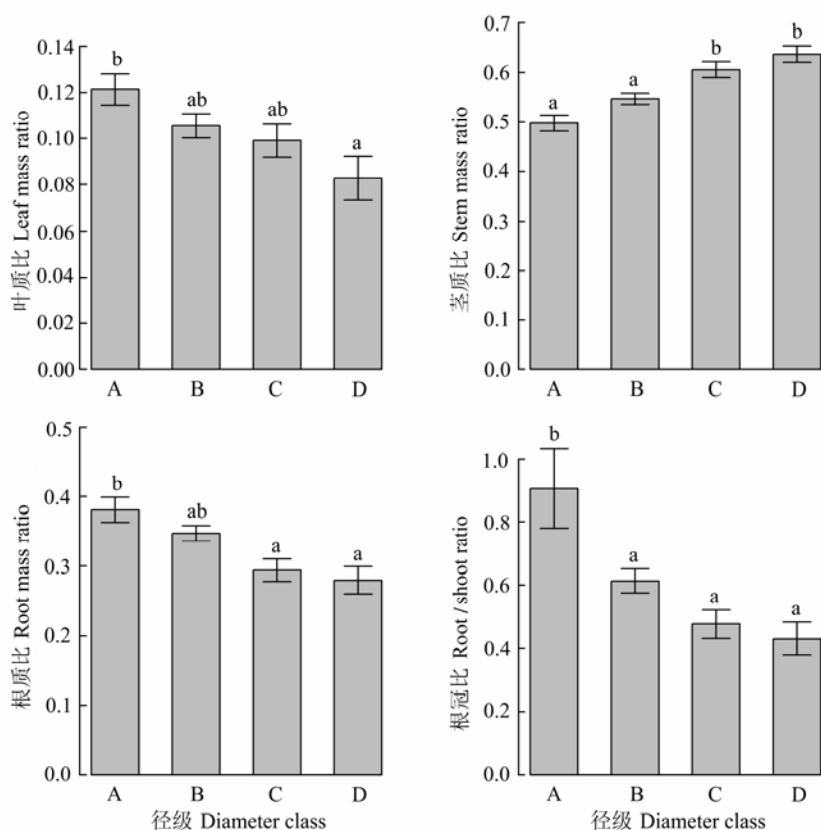 叶质比 Leaf mass ratio
0.14
0.12
0.10
0.08
0.06
0.04
0.02
0.00
b
ab
ab
a
A
B
C
D
茎质比 Stem mass ratio
0.7
0.6
0.5
0.4
0.3
0.2
0.1
0.0
a
a
b
b
A
B
C
D
根质比 Root mass ratio
0.5
0.4
0.3
0.2
0.1
0.0
b
ab
a
a
A
B
C
D
径级 Diameter class
根冠比 Root / shoot ratio
1.0
0.8
0.6
0.4
0.2
0.0
b
a
a
a
A
B
C
D
径级 Diameter class